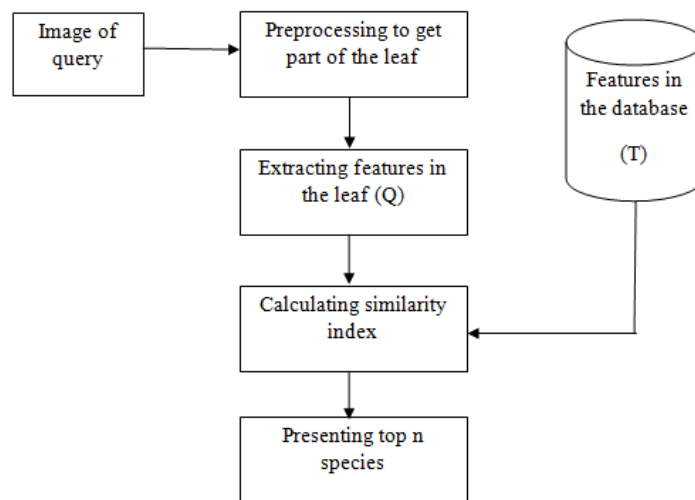 Image of
query
Preprocessing to get
part of the leaf
Features in
the database
(T)
Extracting features in
the leaf (Q)
Calculating similarity
index
Presenting top n
species